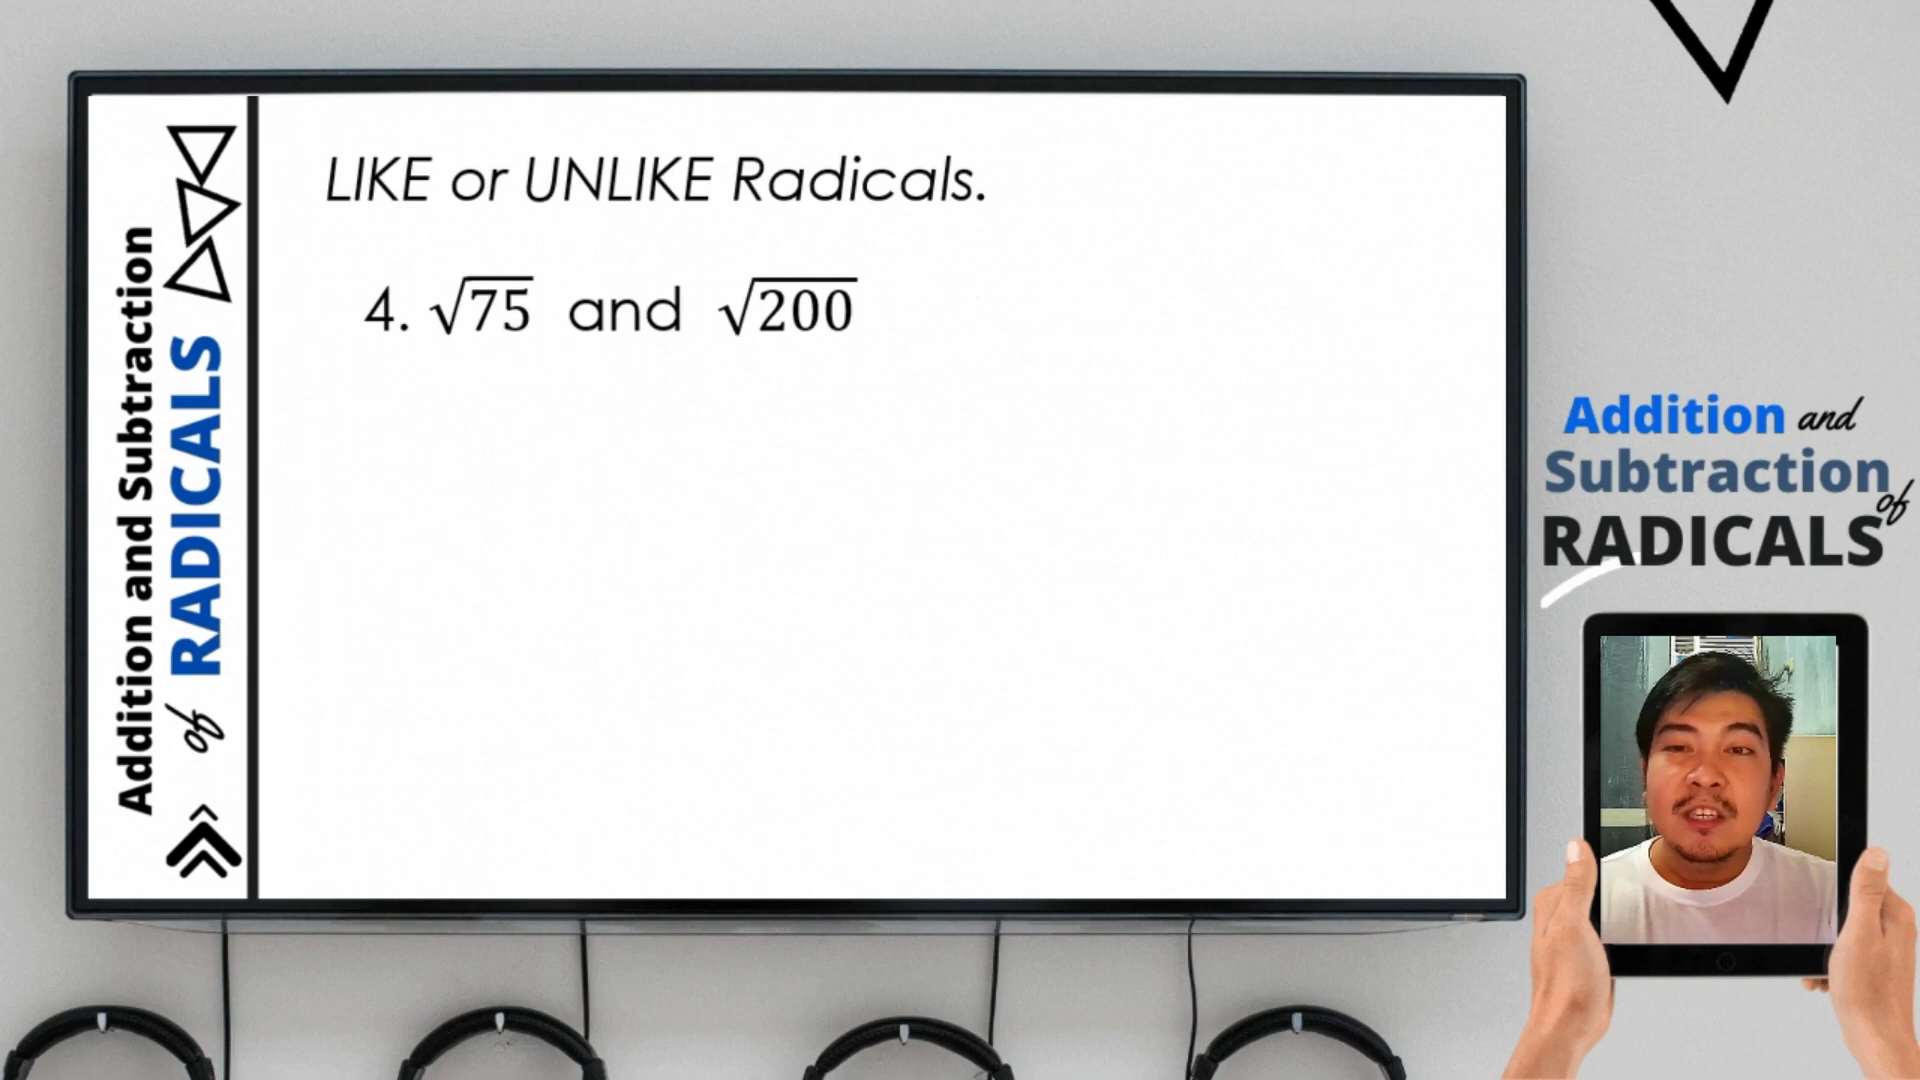 LIKE or UNLIKE Radicals.
4. √75 and √200
Addition and Subtraction
of RADICALS
Addition and
Subtraction
of
RADICALS